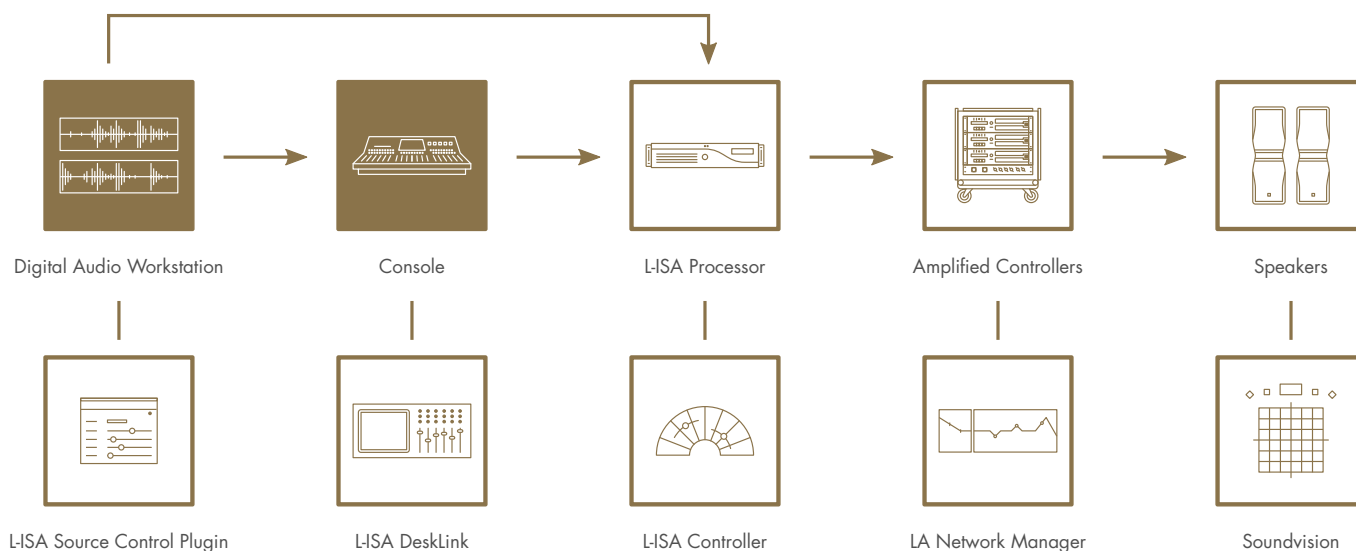 Digital Audio Workstation
Console
L-ISA Processor
Amplified Controllers
Speakers
L-ISA Source Control Plugin
L-ISA DeskLink
L-ISA Controller
LA Network Manager
Soundvision